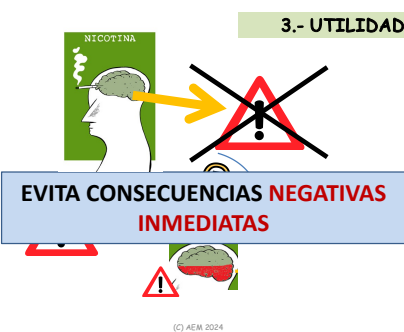 3.- UTILIDAD
NICOTINA
EVITA CONSECUENCIAS NEGATIVAS
INMEDIATAS
(C) AEM 2024